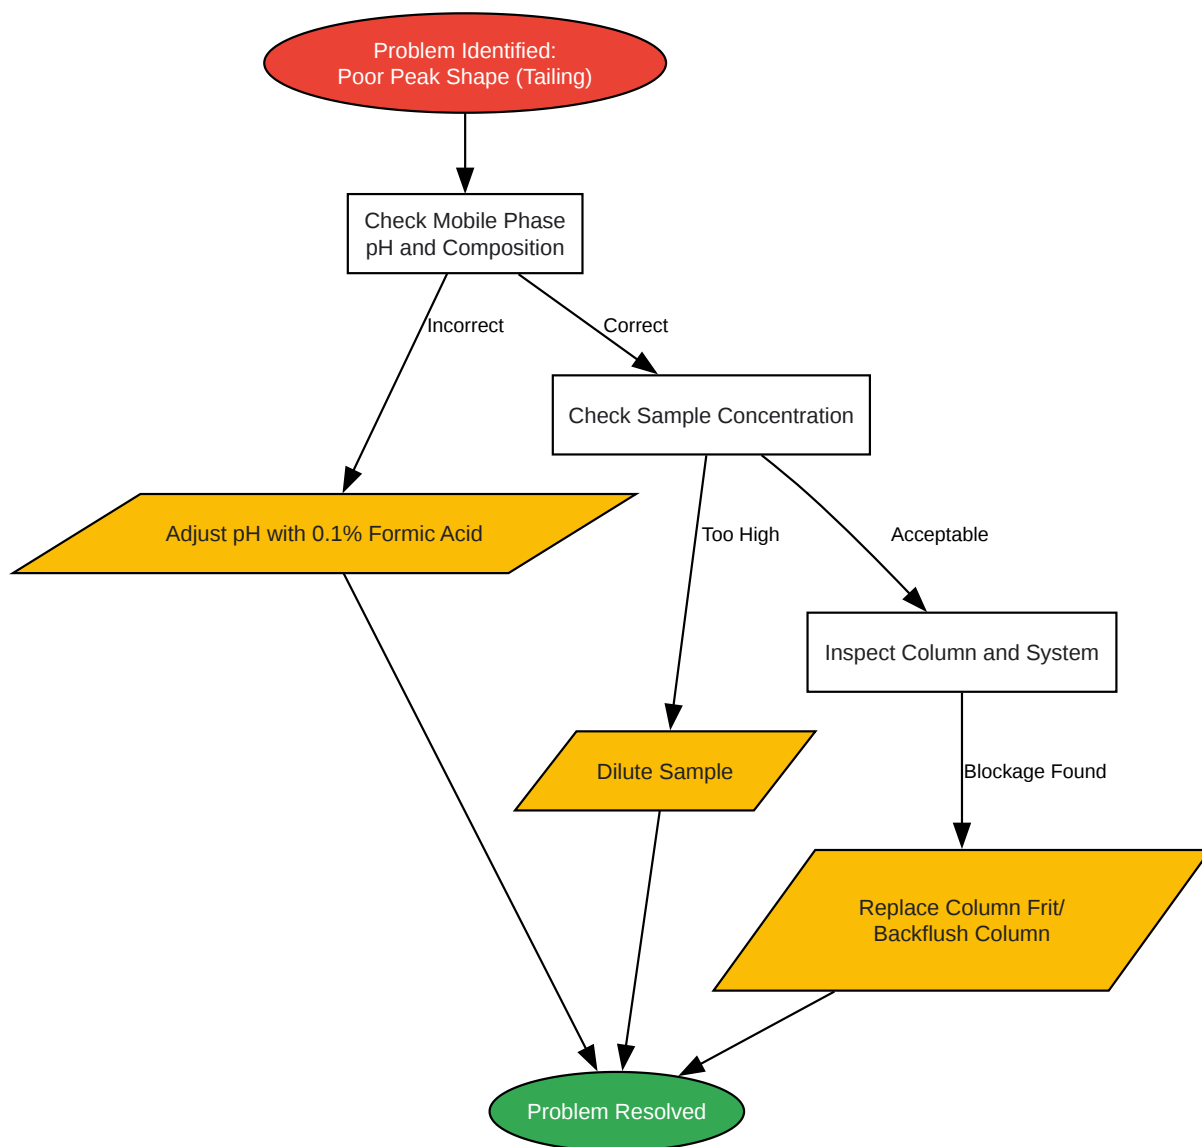 Problem Identified:
Poor Peak Shape (Tailing)
Check Mobile Phase
pH and Composition
Incorrect
Correct
Check Sample Concentration
Adjust pH with 0.1% Formic Acid
Too High
Acceptable
Inspect Column and System
Dilute Sample
Blockage Found
Replace Column Frit/
Backflush Column
Problem Resolved